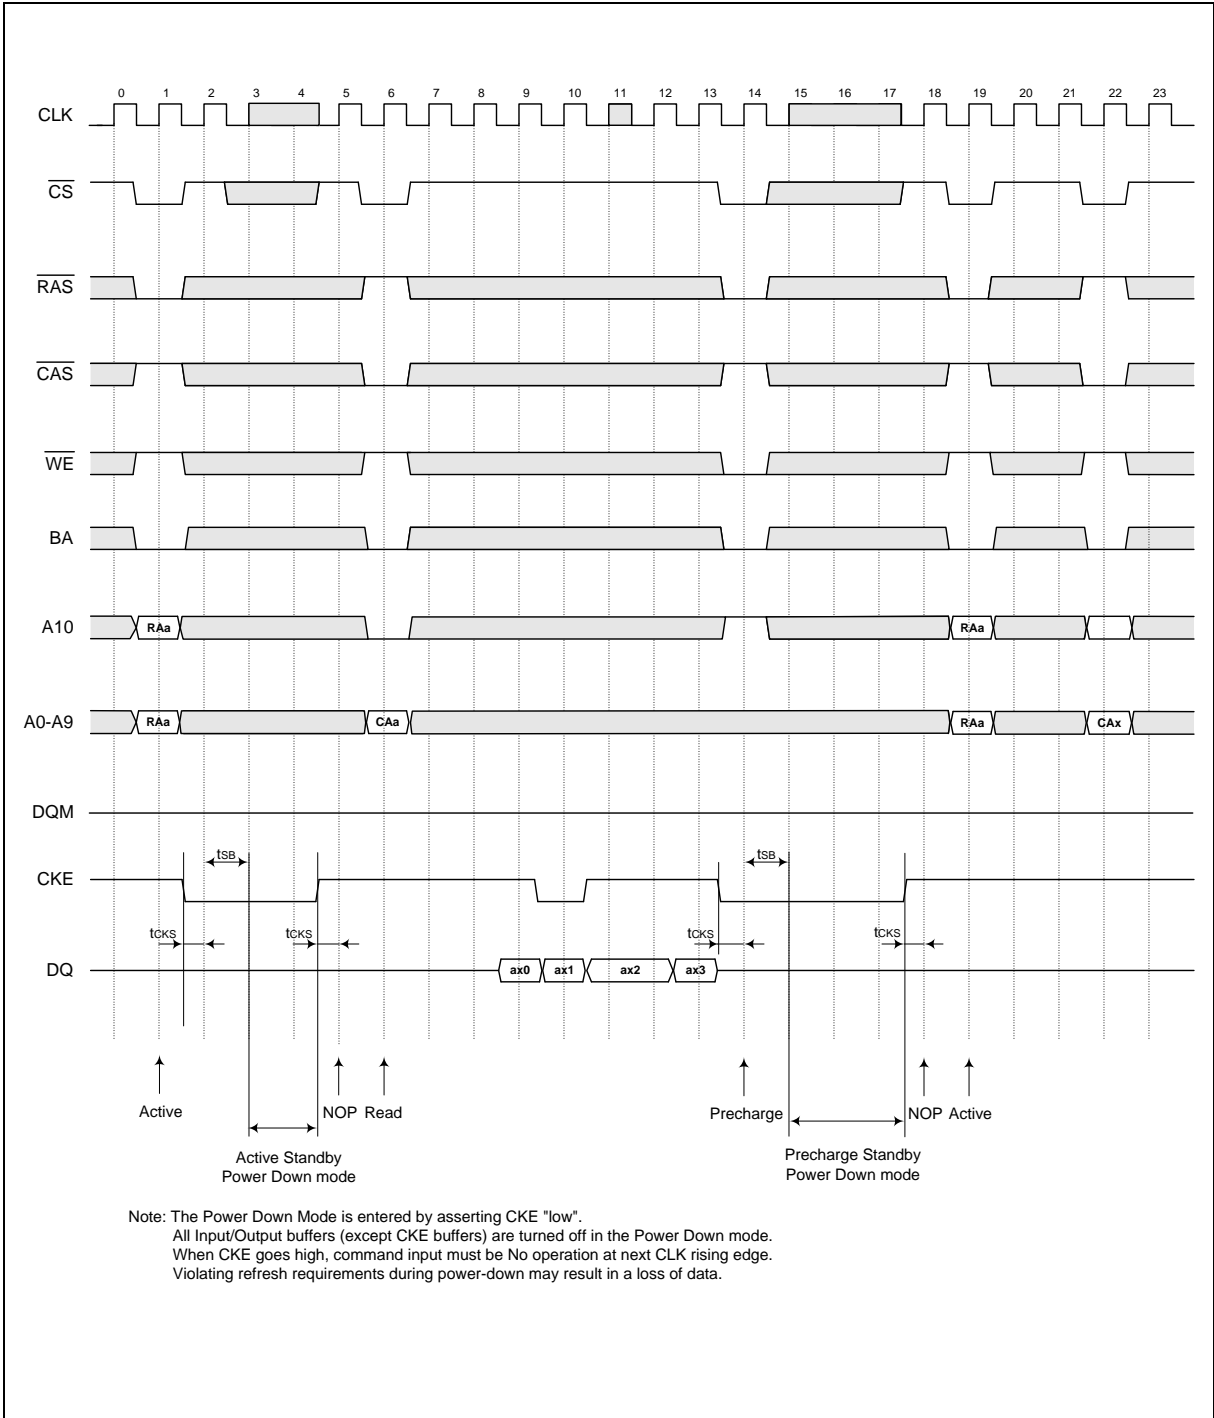 0 1 2 3 4 5 6 7 8 9 10 11 12 13 14 15 16 17 18 19 20 21 22 23
CLK
CS
RAS
CAS
WE
BA
A10 RAa RAa
A0-A9 RAa CAa RAa CAx
DQM
tSB tSB
CKE
tCKS tCKS tCKS tCKS
DQ ax0 ax1 ax2 ax3
Active NOP Read Precharge NOP Active
Active Standby
Power Down mode
Precharge Standby
Power Down mode
Note: The Power Down Mode is entered by asserting CKE "low".
All Input/Output buffers (except CKE buffers) are turned off in the Power Down mode.
When CKE goes high, command input must be No operation at next CLK rising edge.
Violating refresh requirements during power-down may result in a loss of data.